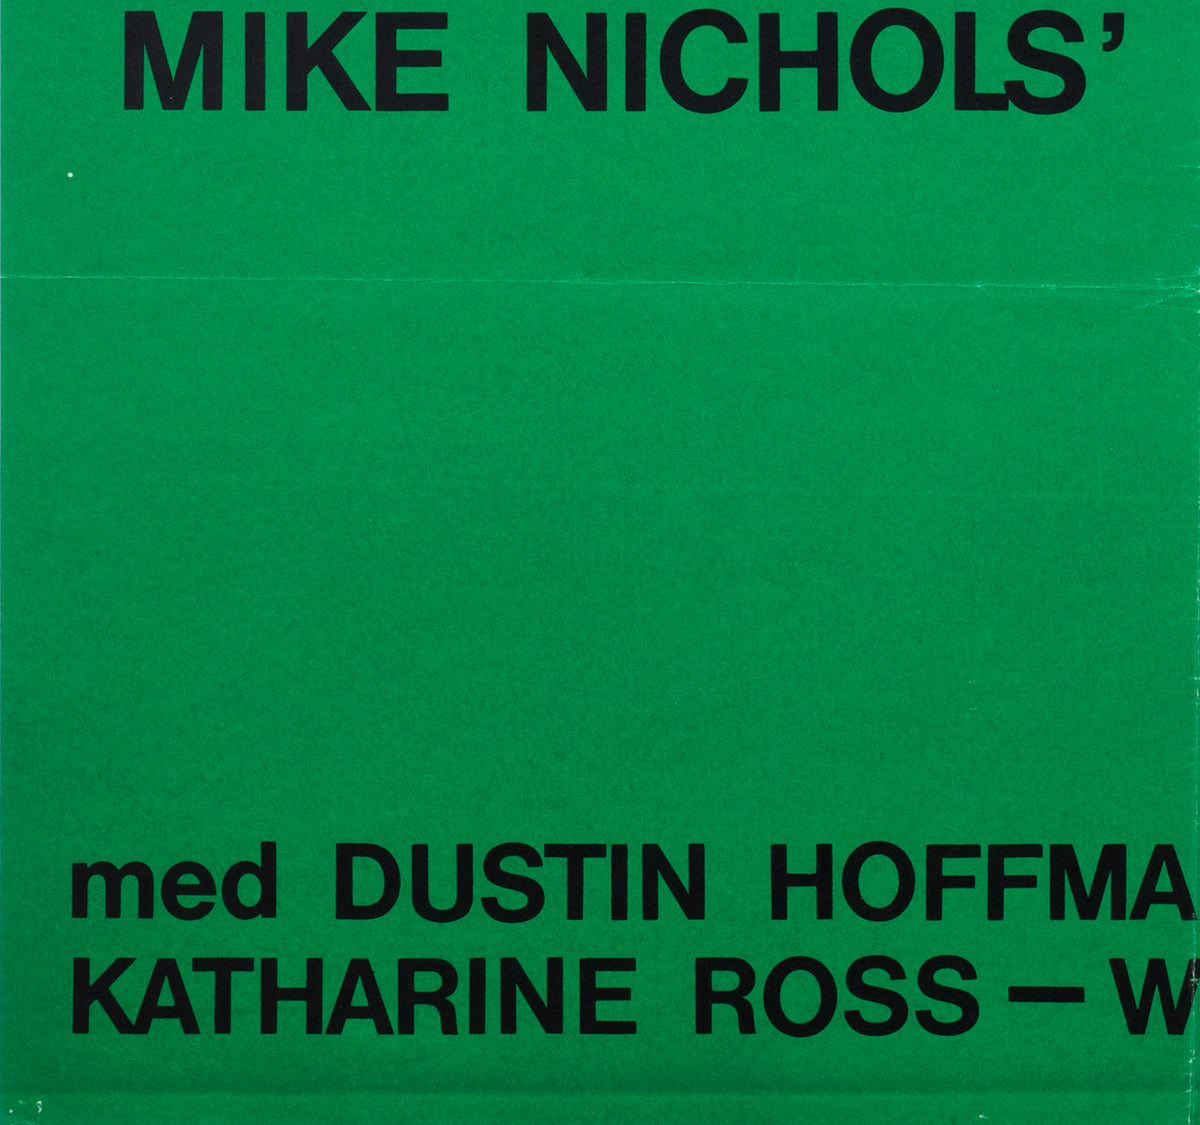 MIKE NICHOLS’
med DUSTIN HOFFMA
KATHARINE ROSS — W